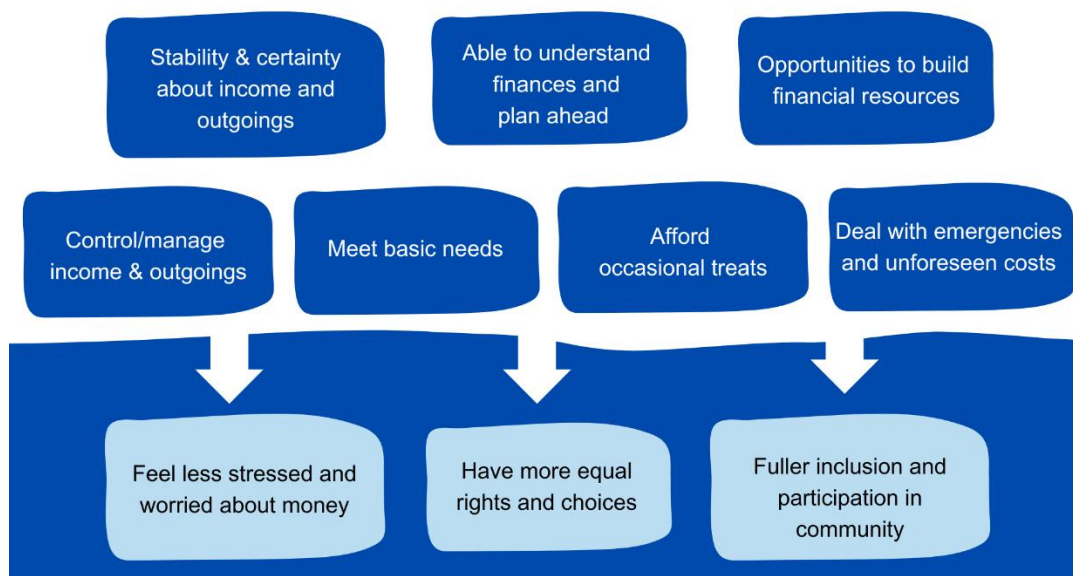 Stability & certainty
about income and
outgoings
Able to understand
finances and
plan ahead
Opportunities to build
financial resources
Control/manage
income & outgoings
Meet basic needs
Afford
occasional treats
Deal with emergencies
and unforeseen costs
Feel less stressed and
worried about money
Have more equal
rights and choices
Fuller inclusion and
participation in
community